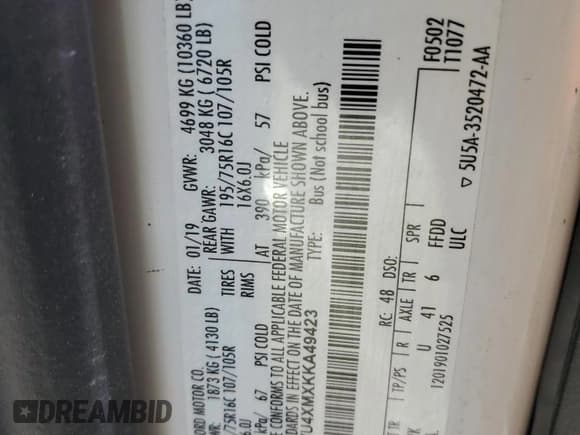 ORD MOTOR CO.
DATE: 01/19 GVWR: 4699 KG (10360 LB)
1873 KG ( 4130 LB) REAR GAWR: 3048 KG ( 6720 LB)
/75R16C 107/105R TIRES WITH 195/75R16C 107/105R
6.0J RIMS 16X6.0J
kPa/ 67 PSI COLD AT 390 kPa/ 57 PSI COLD
E CONFORMS TO ALL APPLICABLE FEDERAL MOTOR VEHICLE
DARDS IN EFFECT ON THE DATE OF MANUFACTURE SHOWN ABOVE.
U4XMXKKA49423 TYPE: Bus (Not school bus)
F0502
T1077
RC: 48 DSO:
TP/PS R AXLE TR SPR
U 41 6 FFDD
1201901027525 ULC
5U5A-3520472-AA
DREAMBID